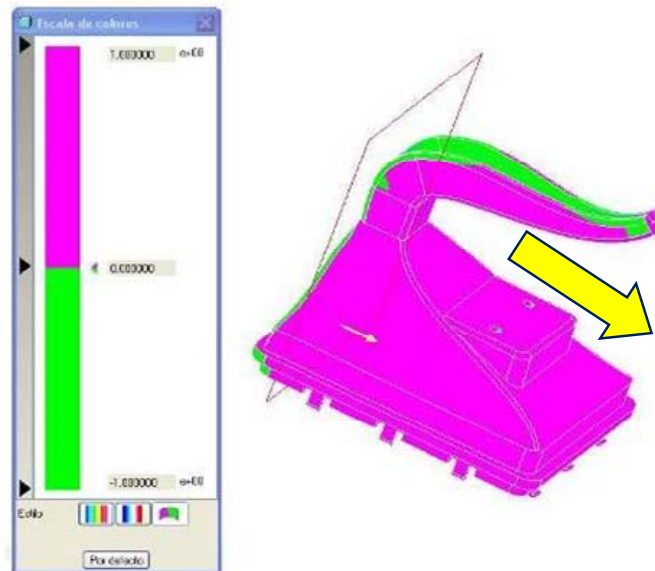 Escala de colores
1.000000 e+00
0.000000
-1.000000 e+00
Estilo
Por defecto